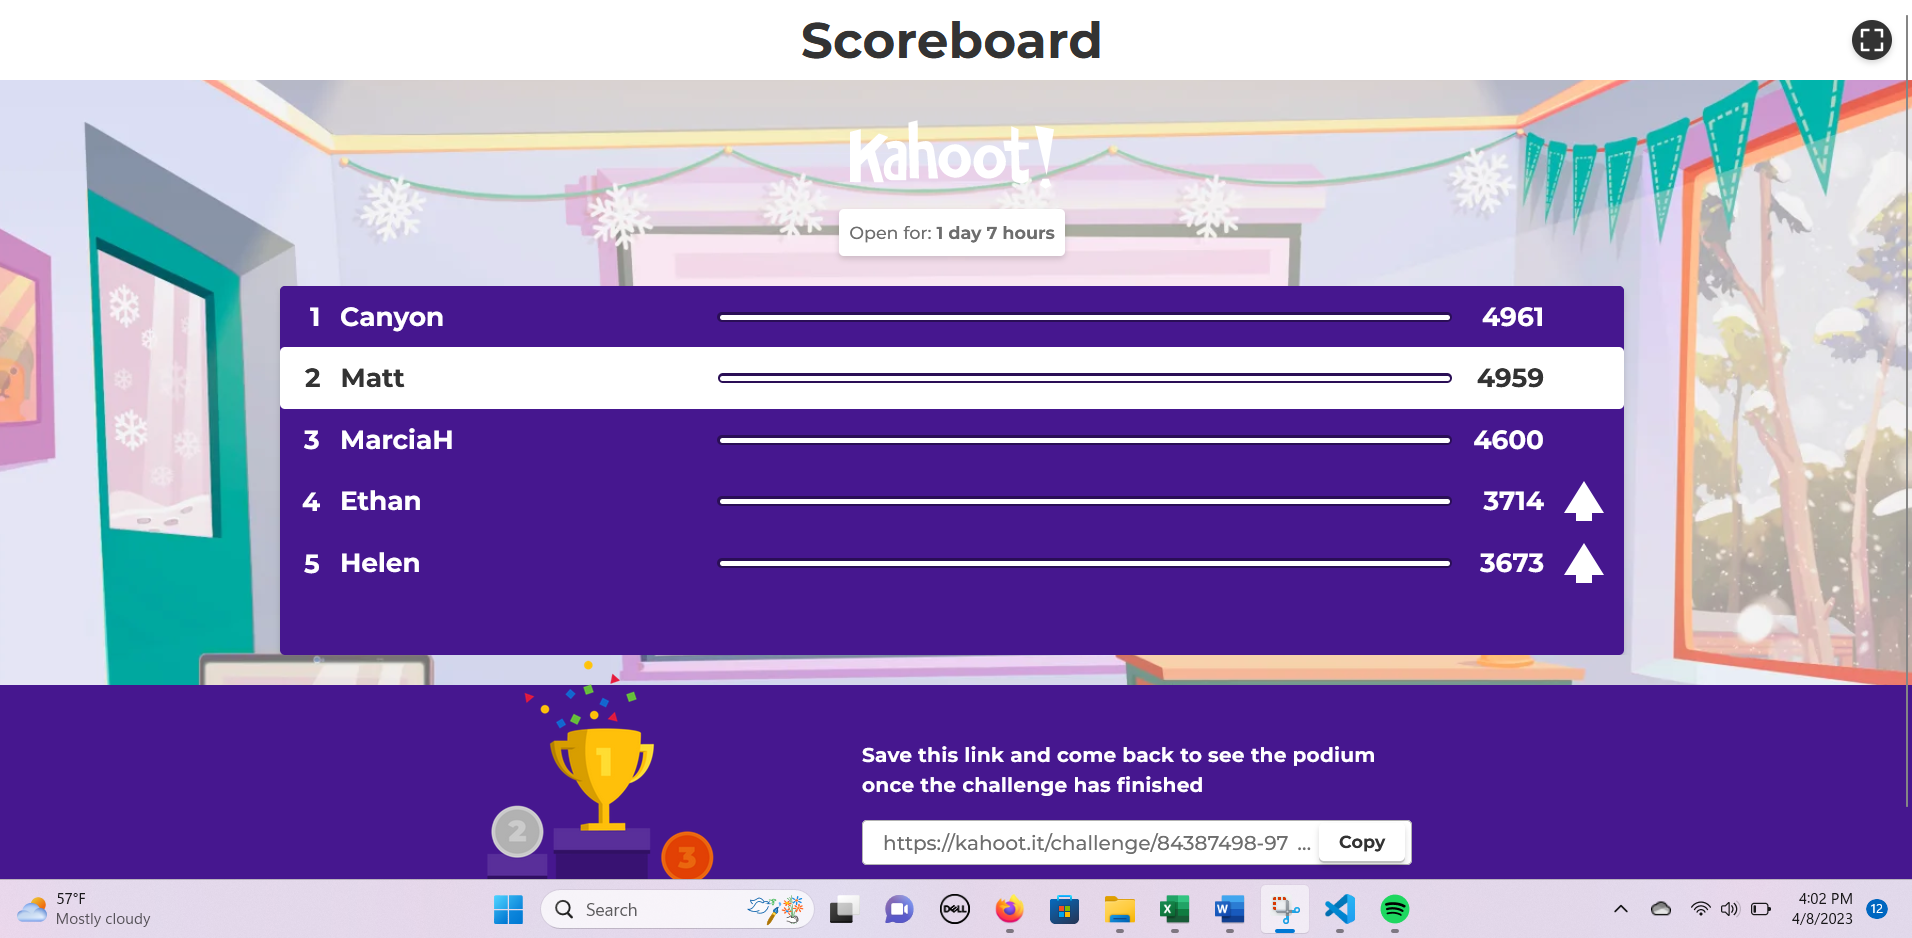 Scoreboard
Kahoot!
Open for: 1 day 7 hours
1 Canyon 4961
2 Matt 4959
3 MarciaH 4600
4 Ethan 3714
5 Helen 3673
1
2
3
Save this link and come back to see the podium
once the challenge has finished
https://kahoot.it/challenge/84387498-97 ... Copy
57°F
Mostly cloudy
Search
DELL
X
W
4:02 PM
4/8/2023
12